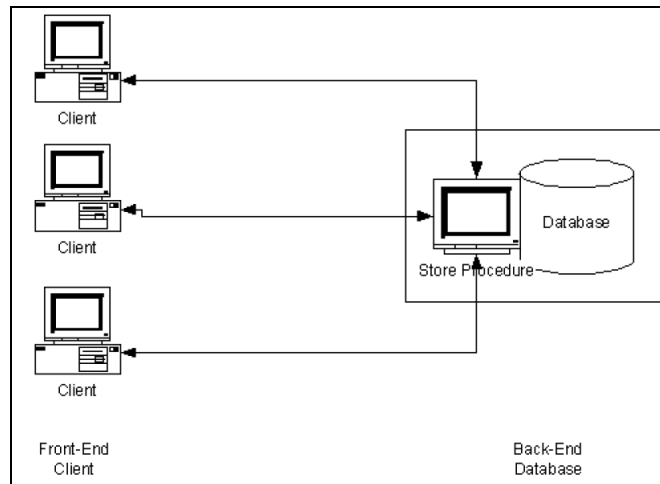 Client
Client
Database
Store Procedure
Client
Front-End
Client
Back-End
Database